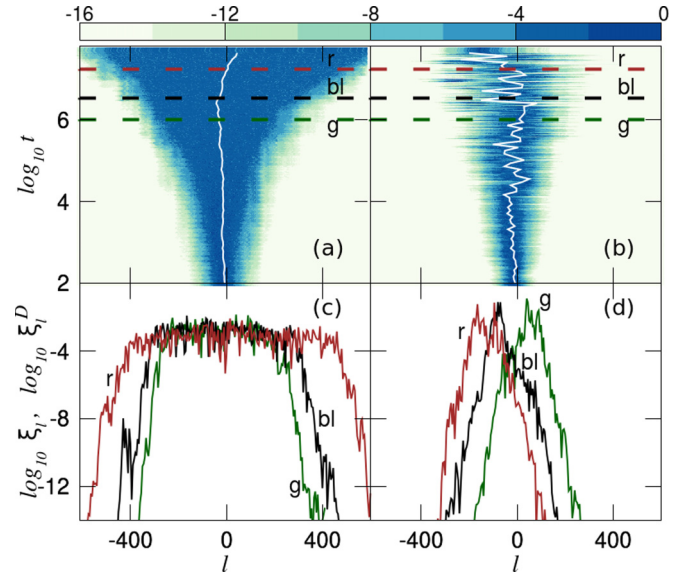 -16 -12 -8 -4 0
r r
bl bl
g g
6
4
2
log₁₀ t
(a) (b)
(c) (d)
g
r r
bl bl
g
-4
-8
-12
log₁₀ ξₗ, log₁₀ ξₗᴰ
-400 0 400 -400 0 400
l l